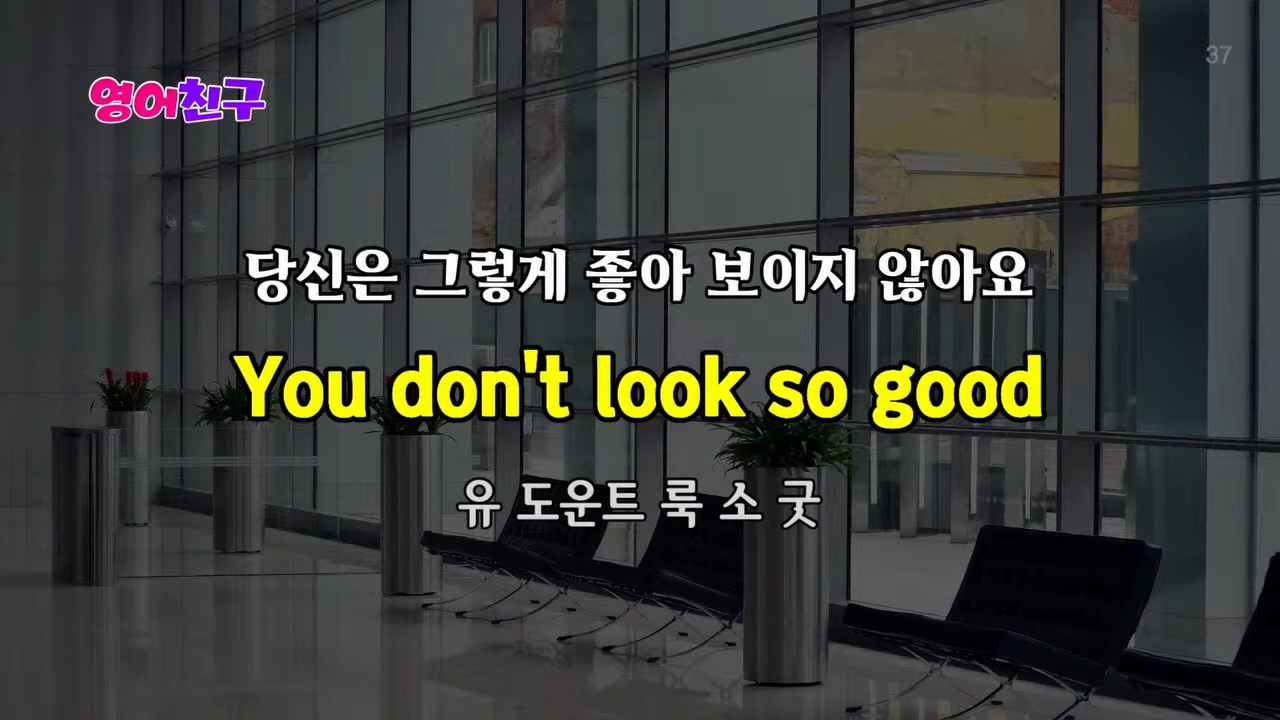 영어친구
37
당신은 그렇게 좋아 보이지 않아요
You don't look so good
유 도운트 룩 소 굿